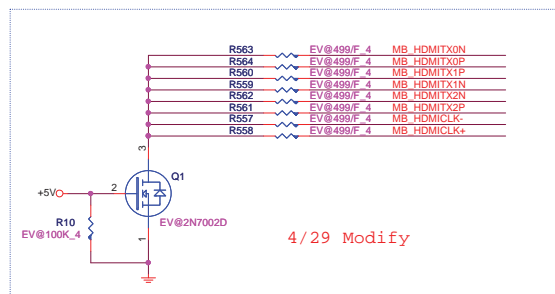 R563 EV@499/F_4 MB_HDMITX0N
R564 EV@499/F_4 MB_HDMITX0P
R560 EV@499/F_4 MB_HDMITX1P
R559 EV@499/F_4 MB_HDMITX1N
R562 EV@499/F_4 MB_HDMITX2N
R561 EV@499/F_4 MB_HDMITX2P
R557 EV@499/F_4 MB_HDMICLK-
R558 EV@499/F_4 MB_HDMICLK+
3
Q1
+5V 2
R10 EV@2N7002D
EV@100K_4
1
4/29 Modify